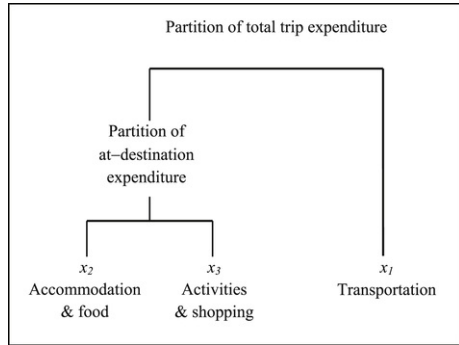 Partition of total trip expenditure
Partition of
at–destination
expenditure
x₂
Accommodation
& food
x₃
Activities
& shopping
x₁
Transportation